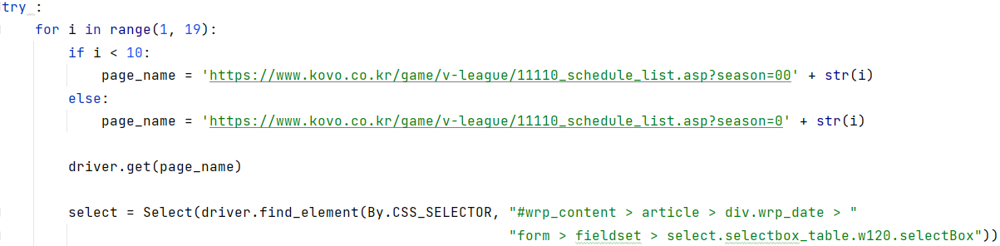 try :
    for i in range(1, 19):
        if i < 10:
            page_name = 'https://www.kovo.co.kr/game/v-league/11110_schedule_list.asp?season=00' + str(i)
        else:
            page_name = 'https://www.kovo.co.kr/game/v-league/11110_schedule_list.asp?season=0' + str(i)
        driver.get(page_name)
        select = Select(driver.find_element(By.CSS_SELECTOR, "#wrp_content > article > div.wrp_date > "
                                                             "form > fieldset > select.selectbox_table.w120.selectBox"))